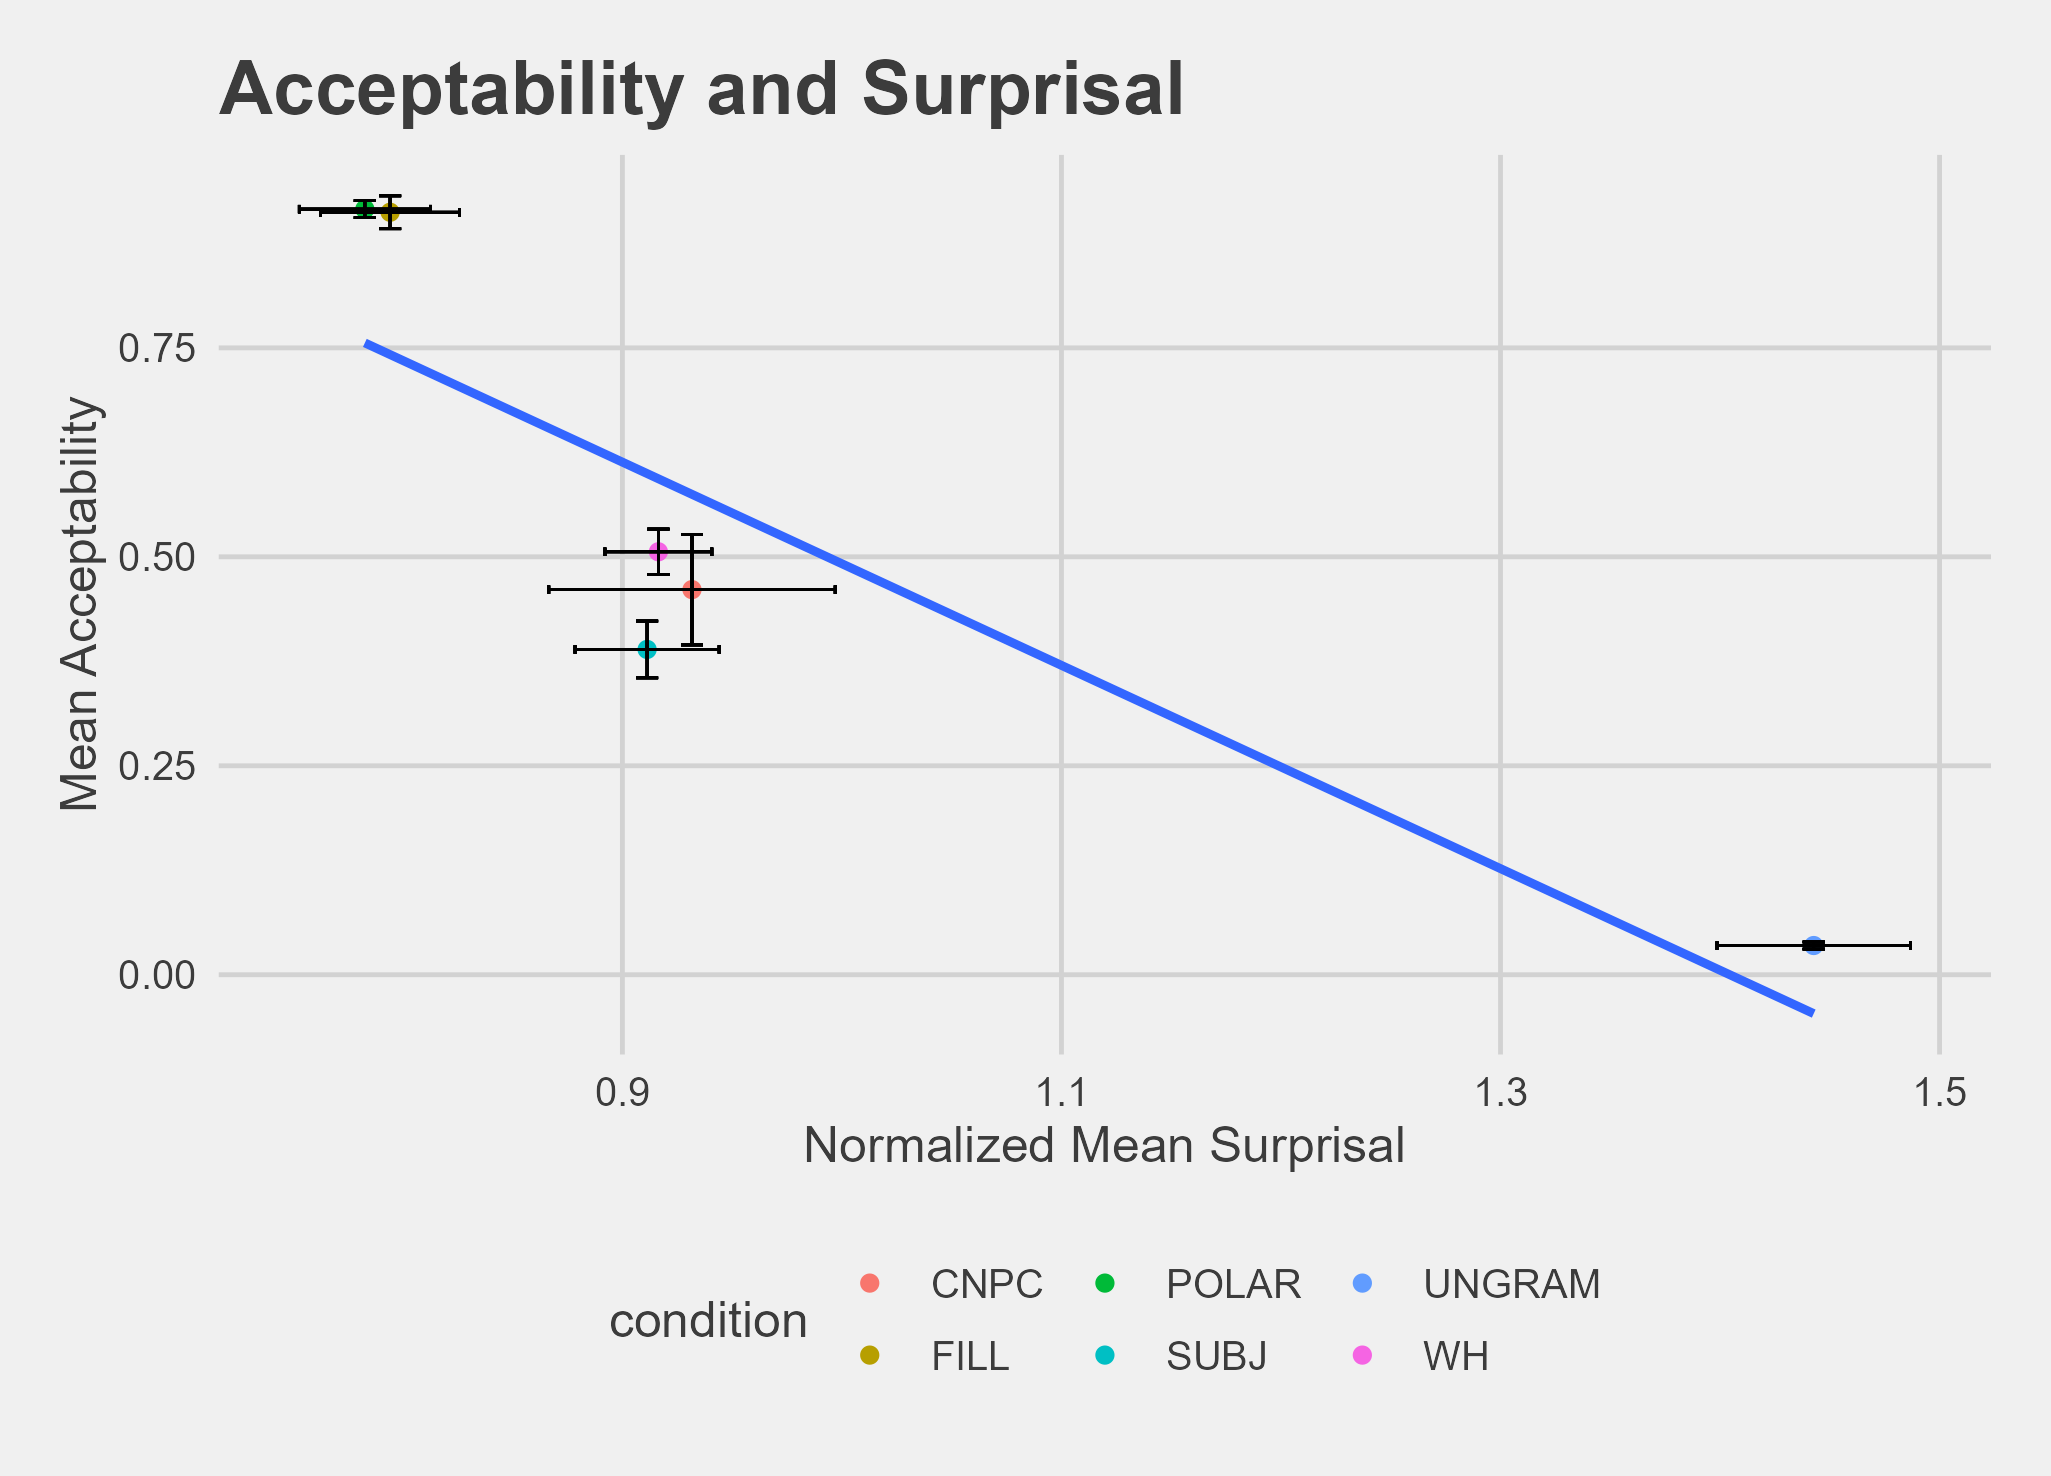 Acceptability and Surprisal
Mean Acceptability
0.75
0.50
0.25
0.00
0.9 1.1 1.3 1.5
Normalized Mean Surprisal
condition
CNPC POLAR UNGRAM
FILL SUBJ WH